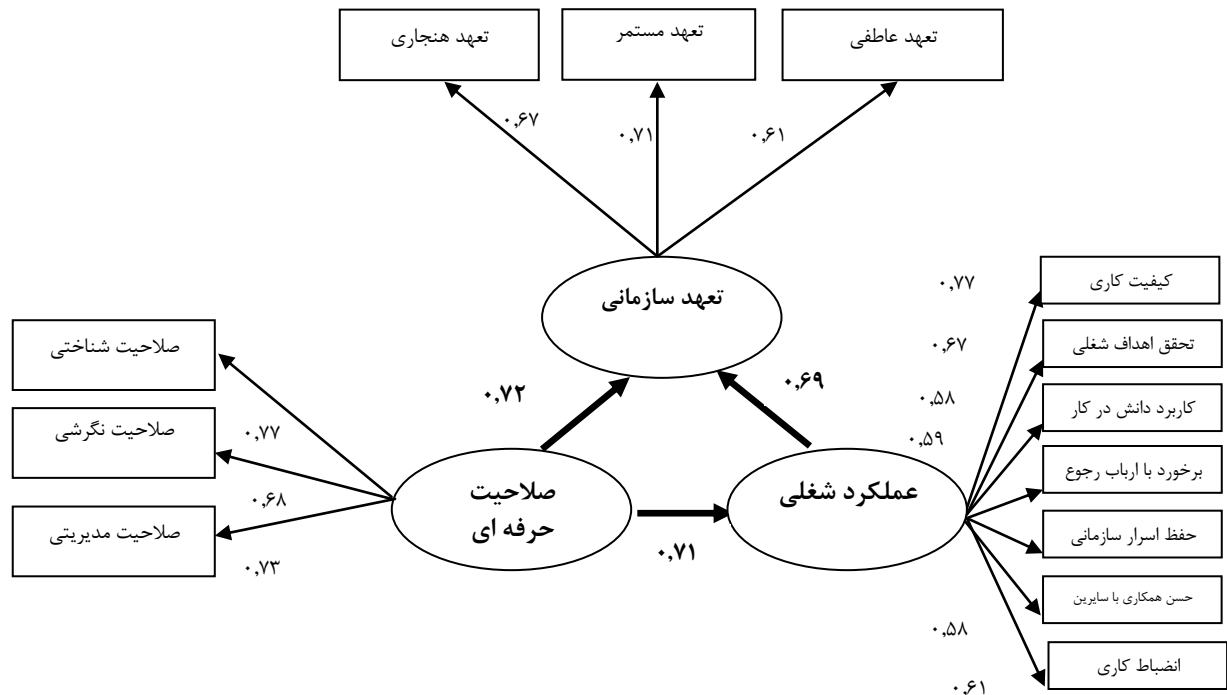 تعهد عاطفی
تعهد مستمر
تعهد هنجاری
۰,۶۱
۰,۷۱
۰,۶۷
تعهد سازمانی
۰,۶۹
۰,۷۲
عملکرد شغلی
۰,۷۱
صلاحیت
حرفه ای
کیفیت کاری
تحقق اهداف شغلی
کاربرد دانش در کار
برخورد با ارباب رجوع
حفظ اسرار سازمانی
حسن همکاری با سایرین
انضباط کاری
۰,۷۷
۰,۶۷
۰,۵۸
۰,۵۹
۰,۵۸
۰,۶۱
صلاحیت شناختی
۰,۷۷
صلاحیت نگرشی
۰,۶۸
صلاحیت مدیریتی
۰,۷۳